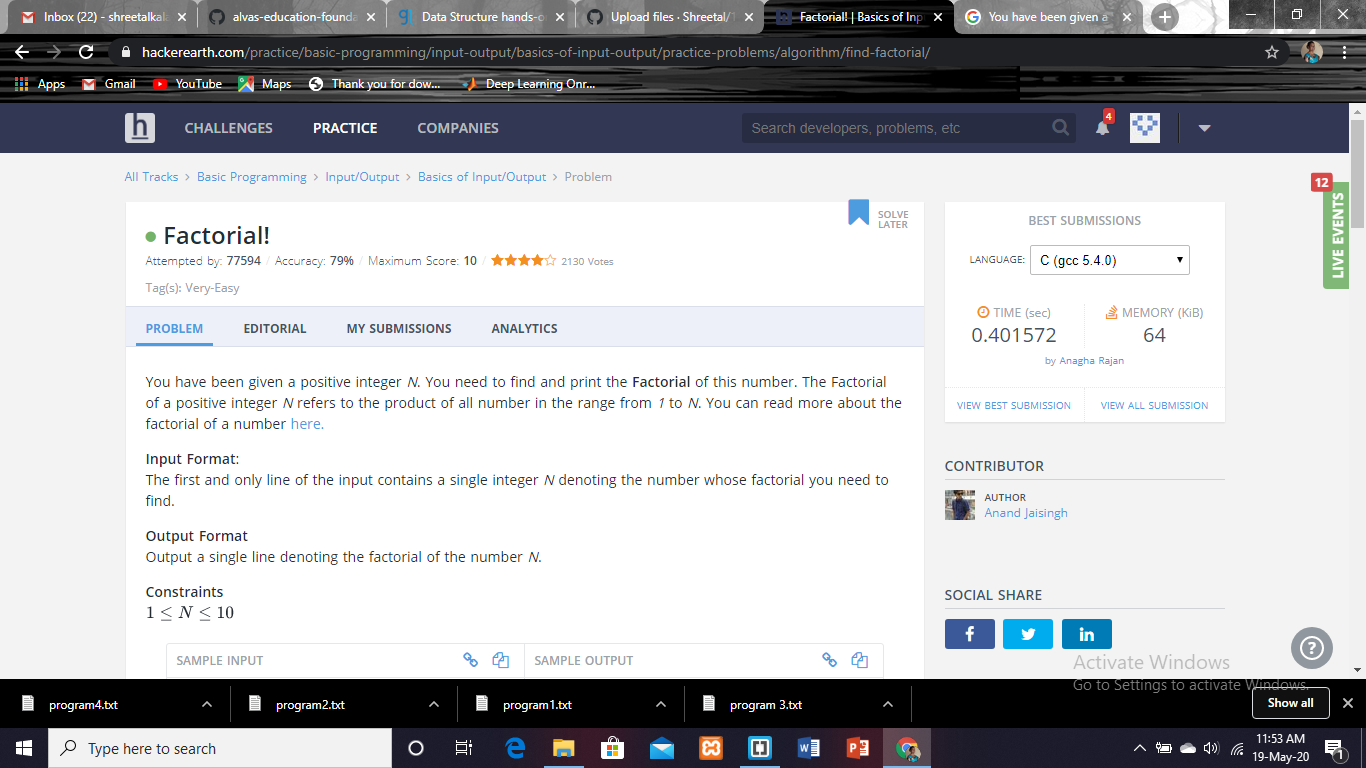 Inbox (22) - shreetalkal
alvas-education-founda
Data Structure hands-o
Upload files · Shreetal/
Factorial! | Basics of Inp
You have been given a
hackerearth.com/practice/basic-programming/input-output/basics-of-input-output/practice-problems/algorithm/find-factorial/
Apps
Gmail
YouTube
Maps
Thank you for dow...
Deep Learning Onr...
h
CHALLENGES
PRACTICE
COMPANIES
Search developers, problems, etc
4
All Tracks > Basic Programming > Input/Output > Basics of Input/Output > Problem
12
LIVE EVENTS
Factorial!
SOLVE
LATER
Attempted by: 77594 / Accuracy: 79% / Maximum Score: 10 / 2130 Votes
Tag(s): Very-Easy
PROBLEM
EDITORIAL
MY SUBMISSIONS
ANALYTICS
You have been given a positive integer N. You need to find and print the Factorial of this number. The Factorial
of a positive integer N refers to the product of all number in the range from 1 to N. You can read more about the
factorial of a number here.
Input Format:
The first and only line of the input contains a single integer N denoting the number whose factorial you need to
find.
Output Format
Output a single line denoting the factorial of the number N.
Constraints
1 ≤ N ≤ 10
SAMPLE INPUT
SAMPLE OUTPUT
BEST SUBMISSIONS
LANGUAGE: C (gcc 5.4.0)
TIME (sec)
MEMORY (KiB)
0.401572
64
by Anagha Rajan
VIEW BEST SUBMISSION
VIEW ALL SUBMISSION
CONTRIBUTOR
AUTHOR
Anand Jaisingh
SOCIAL SHARE
Activate Windows
Go to Settings to activate Windows.
program4.txt
program2.txt
program1.txt
program 3.txt
Show all
Type here to search
11:53 AM
19-May-20
1